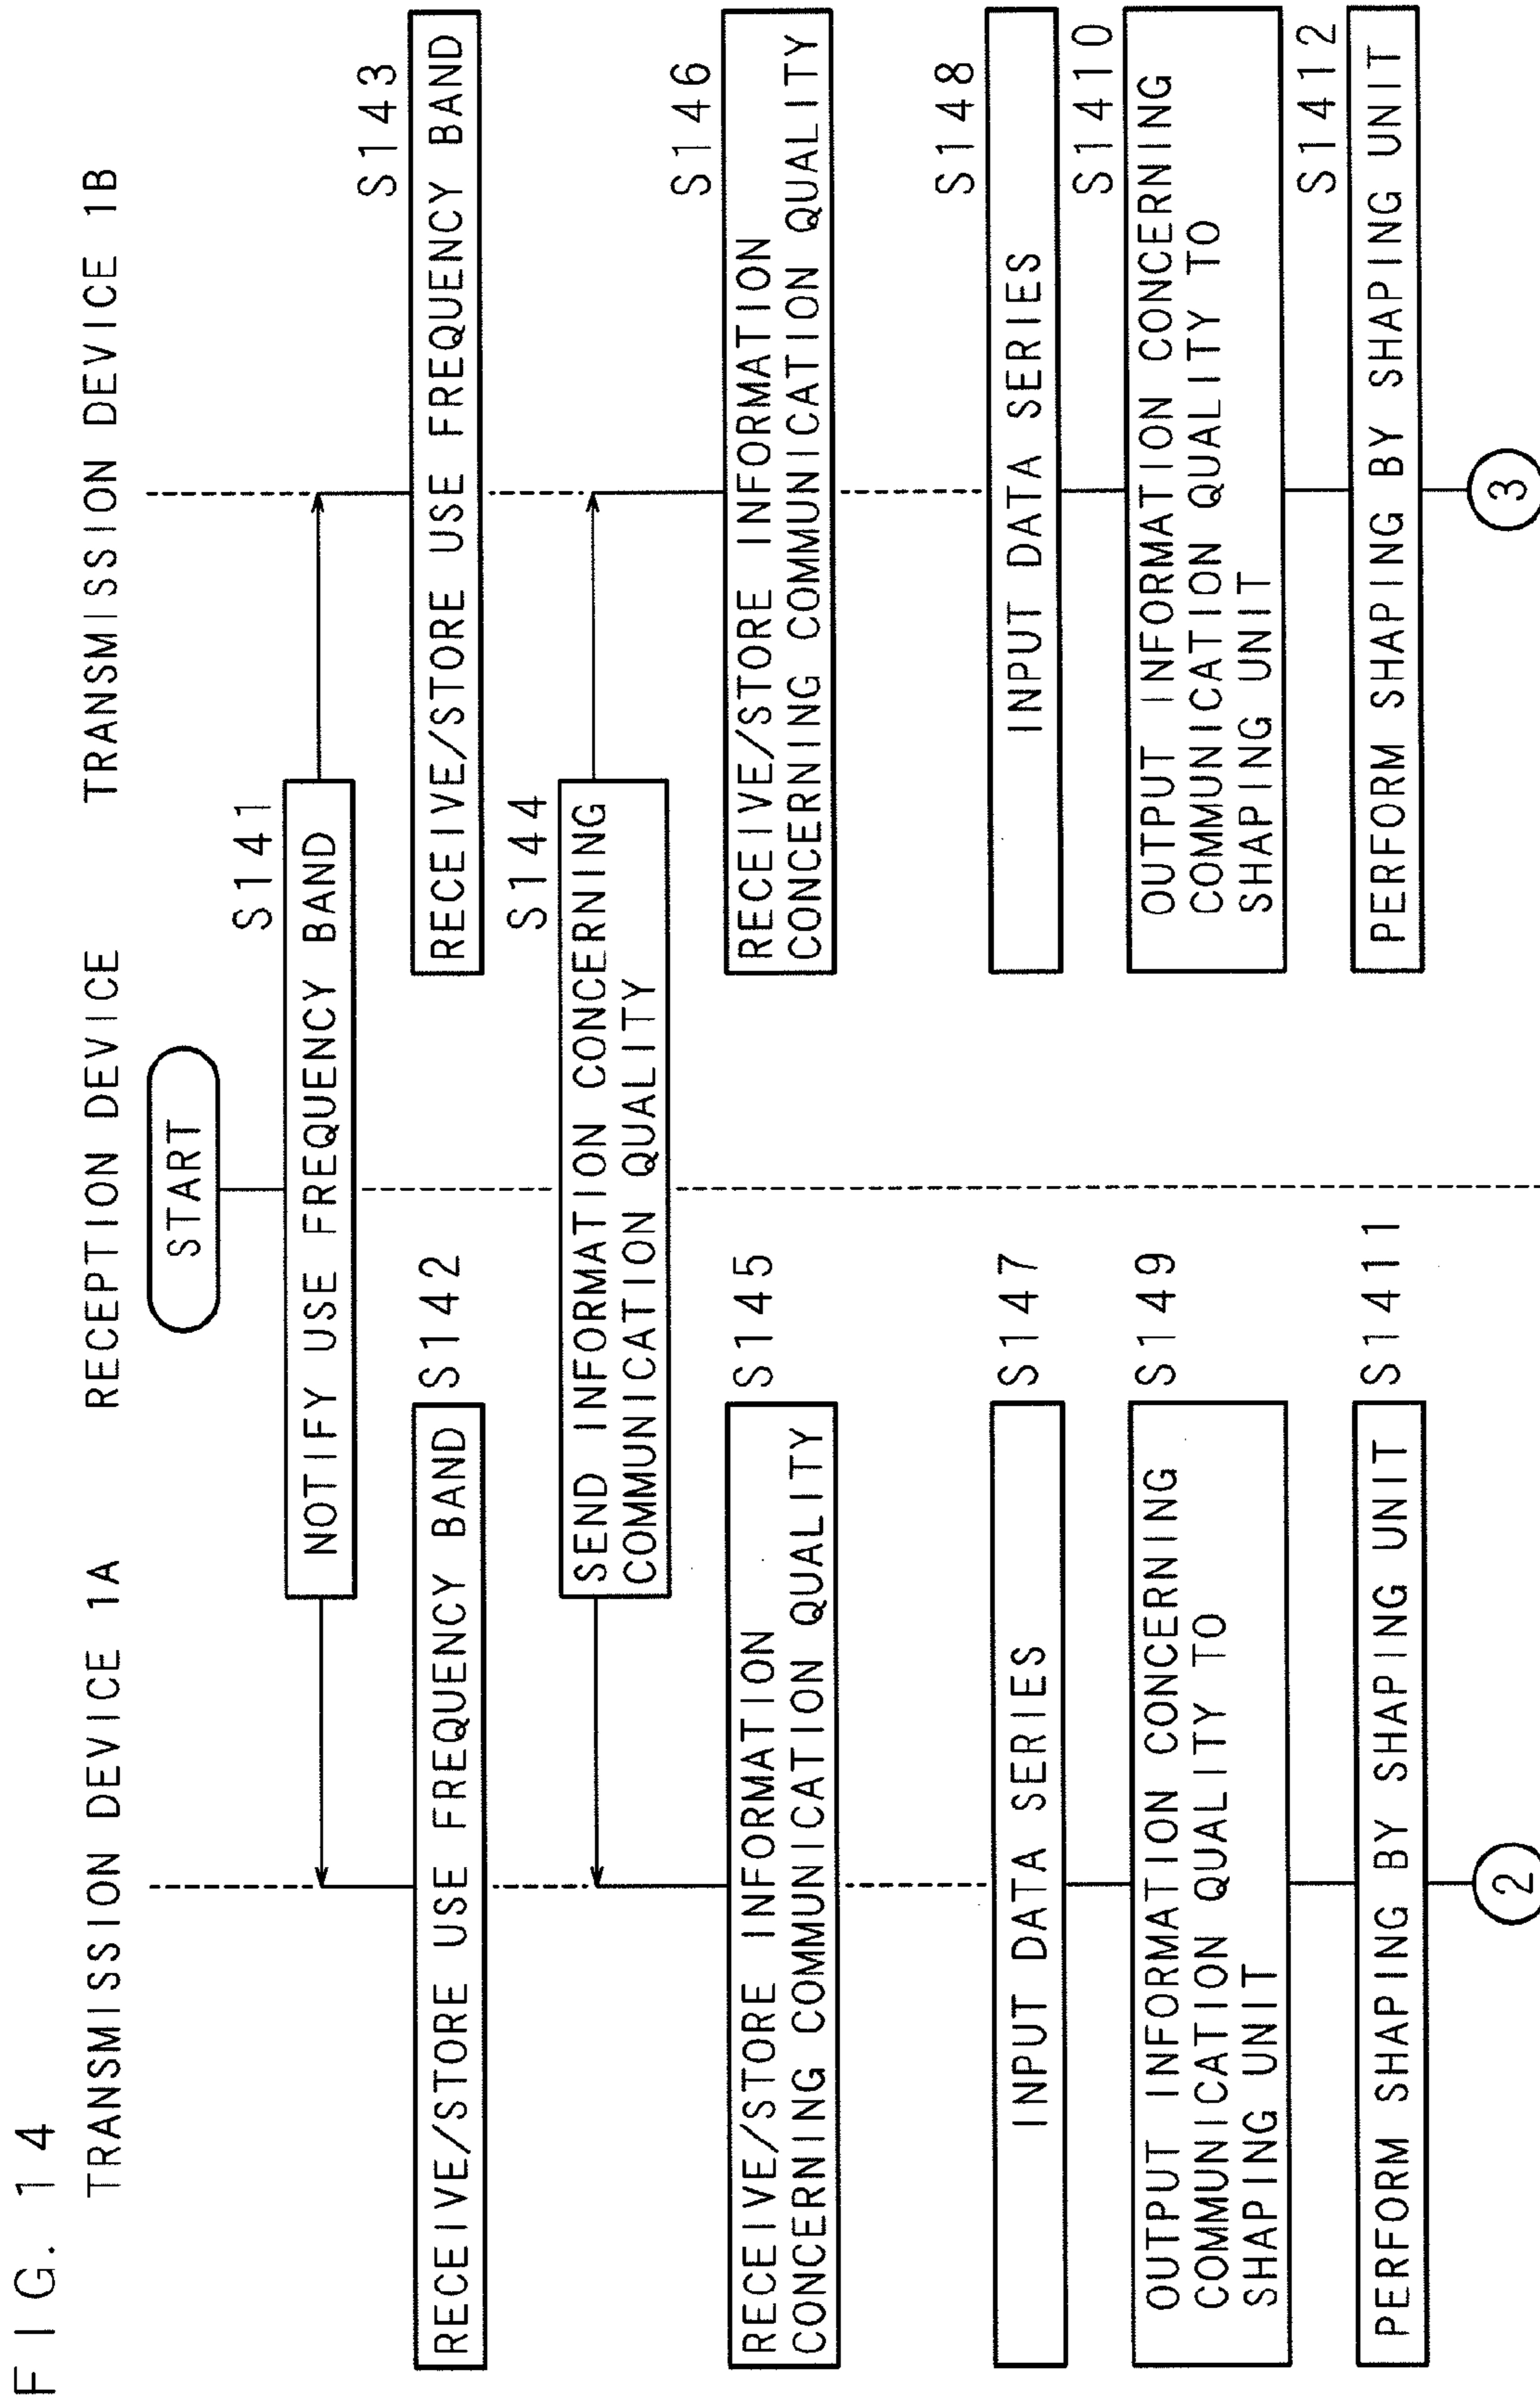 FIG. 14
TRANSMISSION DEVICE 1A
RECEPTION DEVICE
TRANSMISSION DEVICE 1B
START
S141
NOTIFY USE FREQUENCY BAND
S142
RECEIVE/STORE USE FREQUENCY BAND
S143
RECEIVE/STORE USE FREQUENCY BAND
S144
SEND INFORMATION CONCERNING
COMMUNICATION QUALITY
S145
RECEIVE/STORE INFORMATION
CONCERNING COMMUNICATION QUALITY
S146
RECEIVE/STORE INFORMATION
CONCERNING COMMUNICATION QUALITY
S147
INPUT DATA SERIES
S148
INPUT DATA SERIES
S149
OUTPUT INFORMATION CONCERNING
COMMUNICATION QUALITY TO
SHAPING UNIT
S1410
OUTPUT INFORMATION CONCERNING
COMMUNICATION QUALITY TO
SHAPING UNIT
S1411
PERFORM SHAPING BY SHAPING UNIT
S1412
PERFORM SHAPING BY SHAPING UNIT
2
3